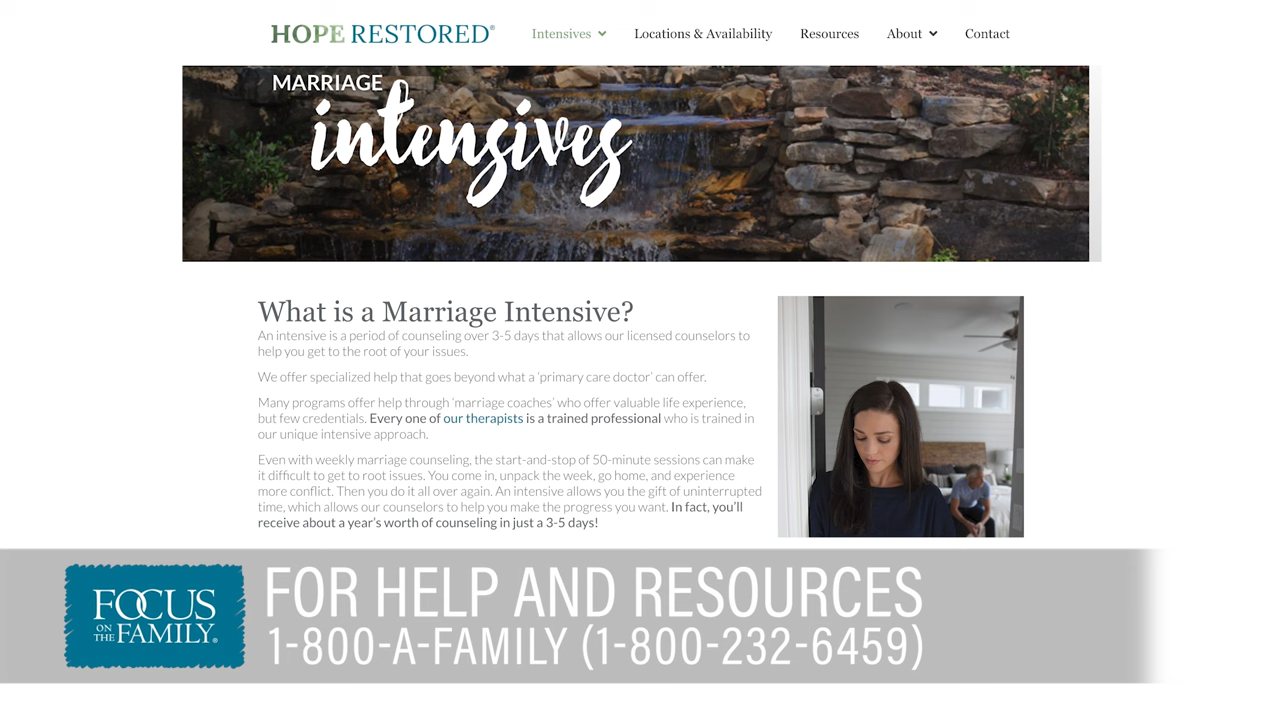 HOPE RESTORED®
Intensives
Locations & Availability
Resources
About
Contact
MARRIAGE
intensives
What is a Marriage Intensive?
An intensive is a period of counseling over 3-5 days that allows our licensed counselors to
help you get to the root of your issues.
We offer specialized help that goes beyond what a ‘primary care doctor’ can offer.
Many programs offer help through ‘marriage coaches’ who offer valuable life experience,
but few credentials. Every one of our therapists is a trained professional who is trained in
our unique intensive approach.
Even with weekly marriage counseling, the start-and-stop of 50-minute sessions can make
it difficult to get to root issues. You come in, unpack the week, go home, and experience
more conflict. Then you do it all over again. An intensive allows you the gift of uninterrupted
time, which allows our counselors to help you make the progress you want. In fact, you’ll
receive about a year’s worth of counseling in just a 3-5 days!
FOCUS
ON THE FAMILY®
FOR HELP AND RESOURCES
1-800-A-FAMILY (1-800-232-6459)